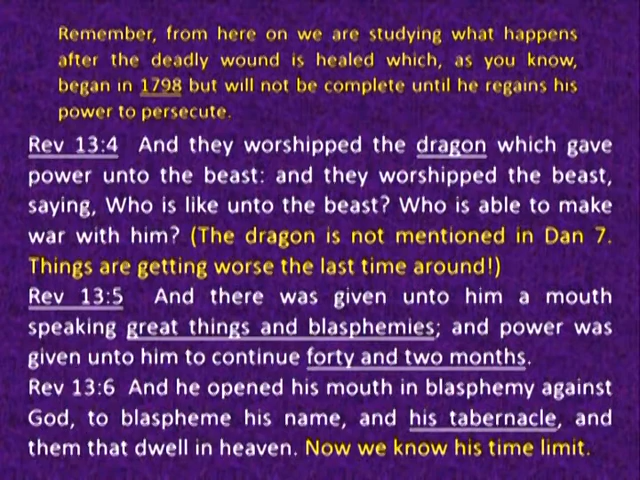 Remember, from here on we are studying what happens
after the deadly wound is healed which, as you know,
began in 1798 but will not be complete until he regains his
power to persecute.
Rev 13:4 And they worshipped the dragon which gave
power unto the beast: and they worshipped the beast,
saying, Who is like unto the beast? Who is able to make
war with him? (The dragon is not mentioned in Dan 7.
Things are getting worse the last time around!)
Rev 13:5 And there was given unto him a mouth
speaking great things and blasphemies; and power was
given unto him to continue forty and two months.
Rev 13:6 And he opened his mouth in blasphemy against
God, to blaspheme his name, and his tabernacle, and
them that dwell in heaven. Now we know his time limit.